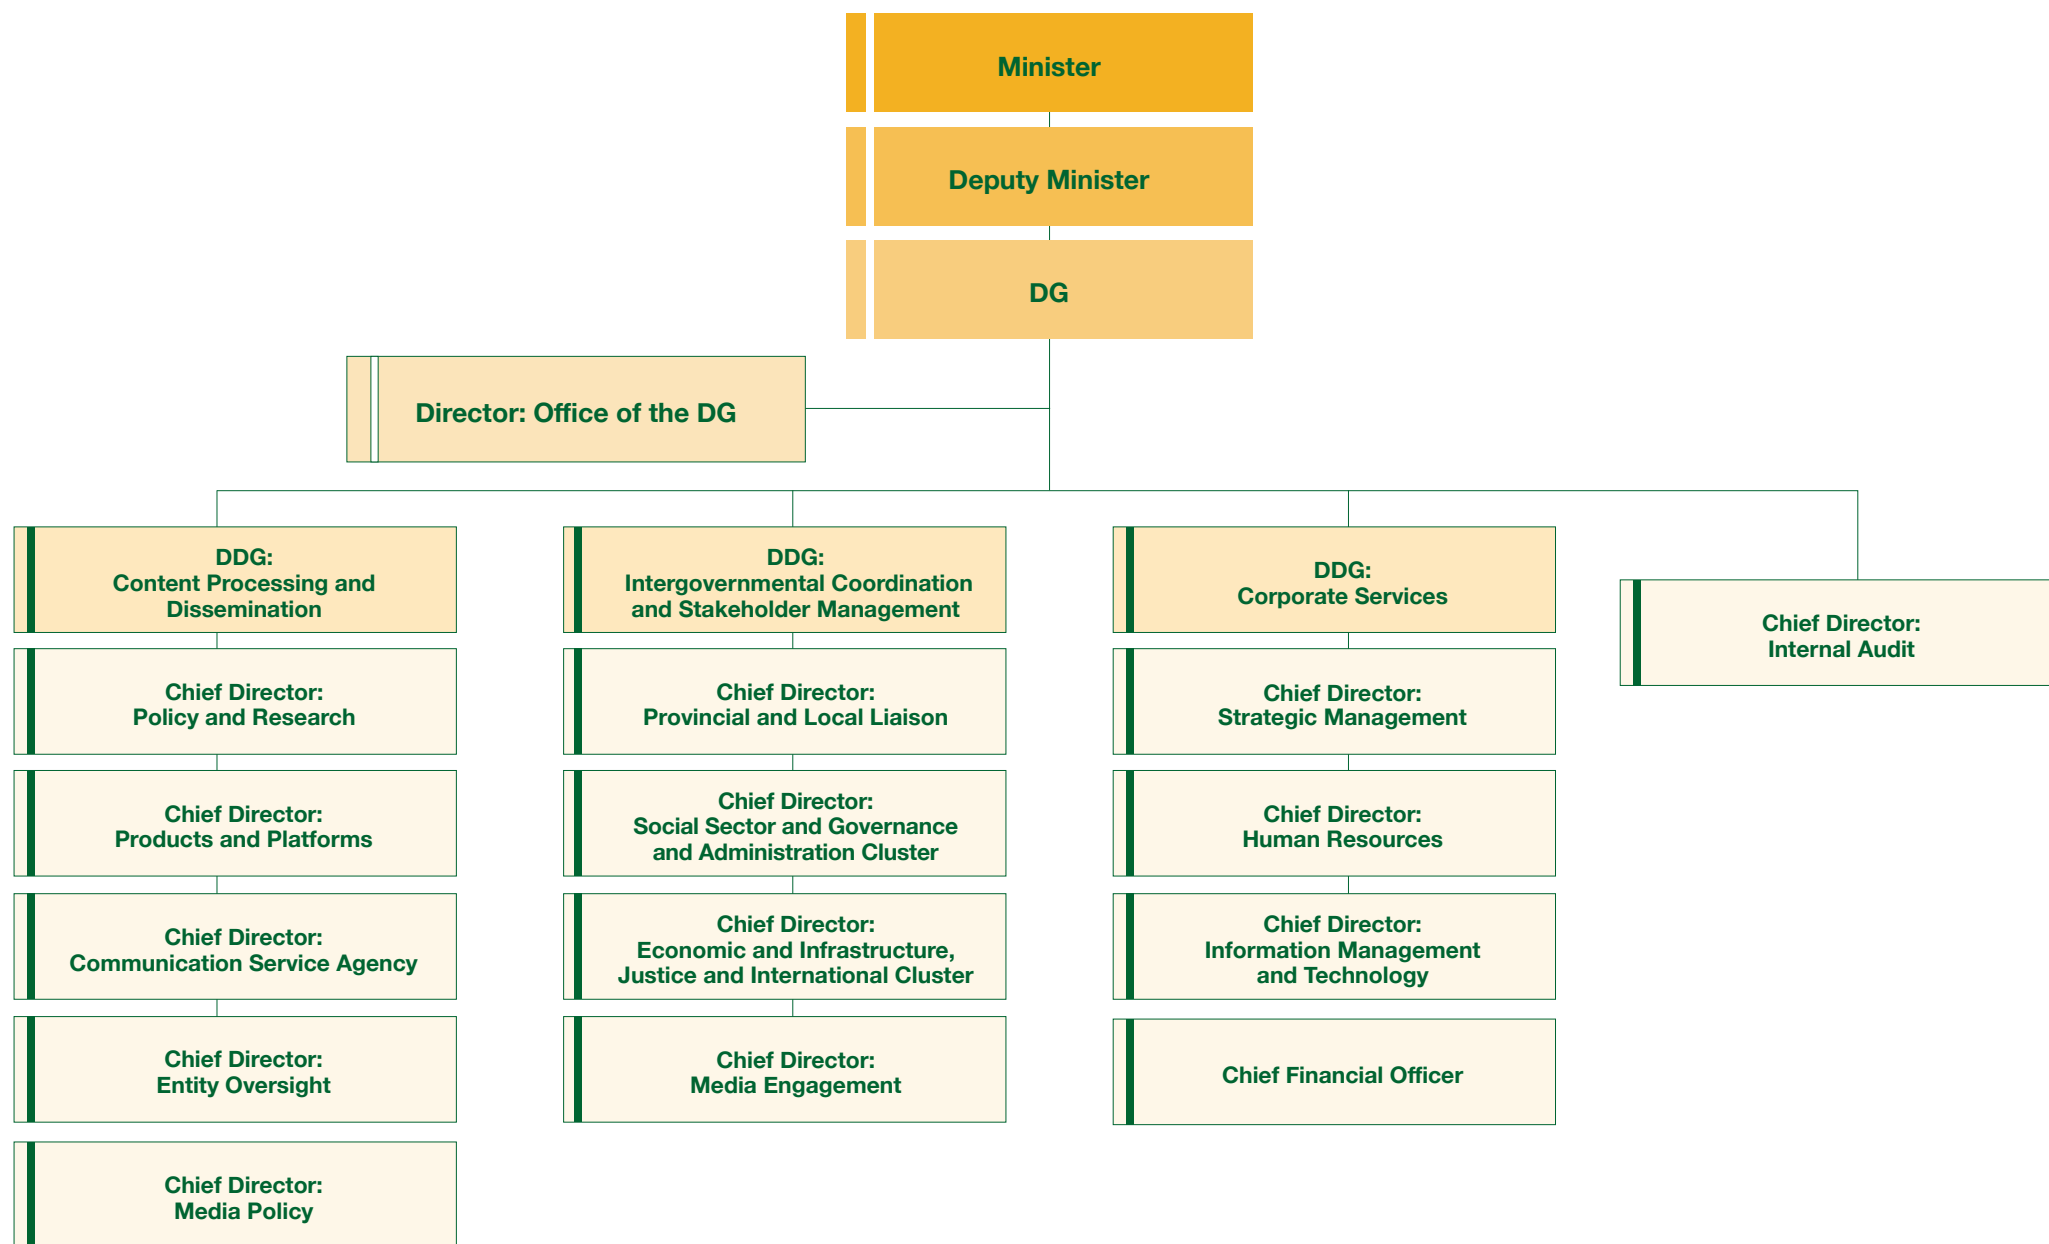 Minister
Deputy Minister
DG
Director: Office of the DG
DDG:
Content Processing and
Dissemination
Chief Director:
Policy and Research
Chief Director:
Products and Platforms
Chief Director:
Communication Service Agency
Chief Director:
Entity Oversight
Chief Director:
Media Policy
DDG:
Intergovernmental Coordination
and Stakeholder Management
Chief Director:
Provincial and Local Liaison
Chief Director:
Social Sector and Governance
and Administration Cluster
Chief Director:
Economic and Infrastructure,
Justice and International Cluster
Chief Director:
Media Engagement
DDG:
Corporate Services
Chief Director:
Strategic Management
Chief Director:
Human Resources
Chief Director:
Information Management
and Technology
Chief Financial Officer
Chief Director:
Internal Audit